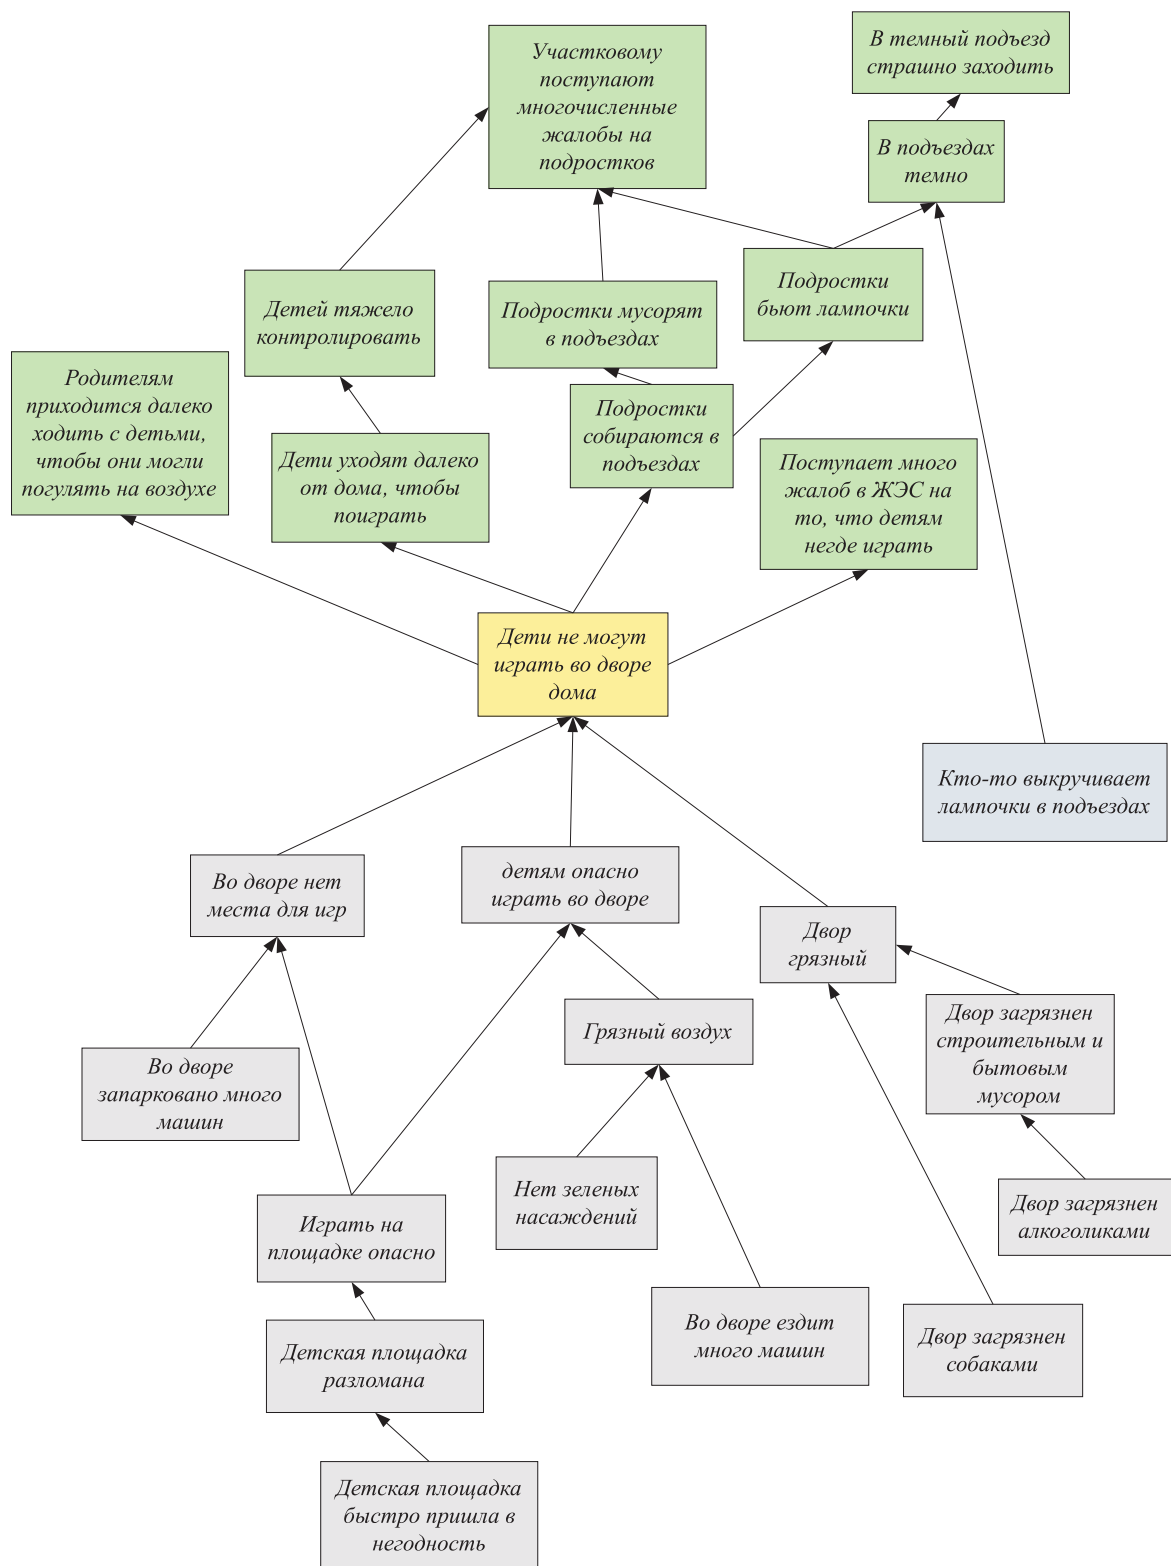 Участковому
поступают
многочисленные
жалобы на
подростков
В темный подъезд
страшно заходить
В подъездах
темно
Детей тяжело
контролировать
Подростки мусорят
в подъездах
Подростки
бьют лампочки
Родителям
приходится далеко
ходить с детьми,
чтобы они могли
погулять на воздухе
Дети уходят далеко
от дома, чтобы
поиграть
Подростки
собираются в
подъездах
Поступает много
жалоб в ЖЭС на
то, что детям
негде играть
Дети не могут
играть во дворе
дома
Кто-то выкручивает
лампочки в подъездах
Во дворе нет
места для игр
детям опасно
играть во дворе
Двор
грязный
Во дворе
запарковано много
машин
Грязный воздух
Двор загрязнен
строительным и
бытовым
мусором
Нет зеленых
насаждений
Двор загрязнен
алкоголиками
Играть на
площадке опасно
Во дворе ездит
много машин
Двор загрязнен
собаками
Детская площадка
разломана
Детская площадка
быстро пришла в
негодность